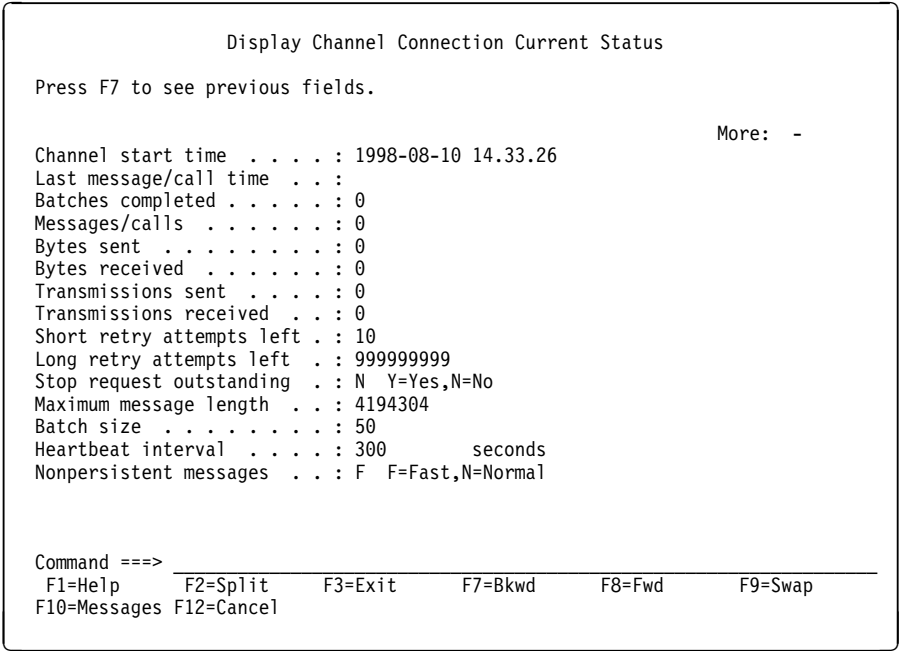 Display Channel Connection Current Status
Press F7 to see previous fields.
More: -
Channel start time . . . . : 1998-08-10 14.33.26
Last message/call time . . :
Batches completed . . . . . : 0
Messages/calls . . . . . . : 0
Bytes sent . . . . . . . . : 0
Bytes received . . . . . . : 0
Transmissions sent . . . . : 0
Transmissions received . . : 0
Short retry attempts left . : 10
Long retry attempts left . : 999999999
Stop request outstanding . : N Y=Yes,N=No
Maximum message length . . : 4194304
Batch size . . . . . . . . : 50
Heartbeat interval . . . . : 300 seconds
Nonpersistent messages . . : F F=Fast,N=Normal
Command ===>
F1=Help F2=Split F3=Exit F7=Bkwd F8=Fwd F9=Swap
F10=Messages F12=Cancel